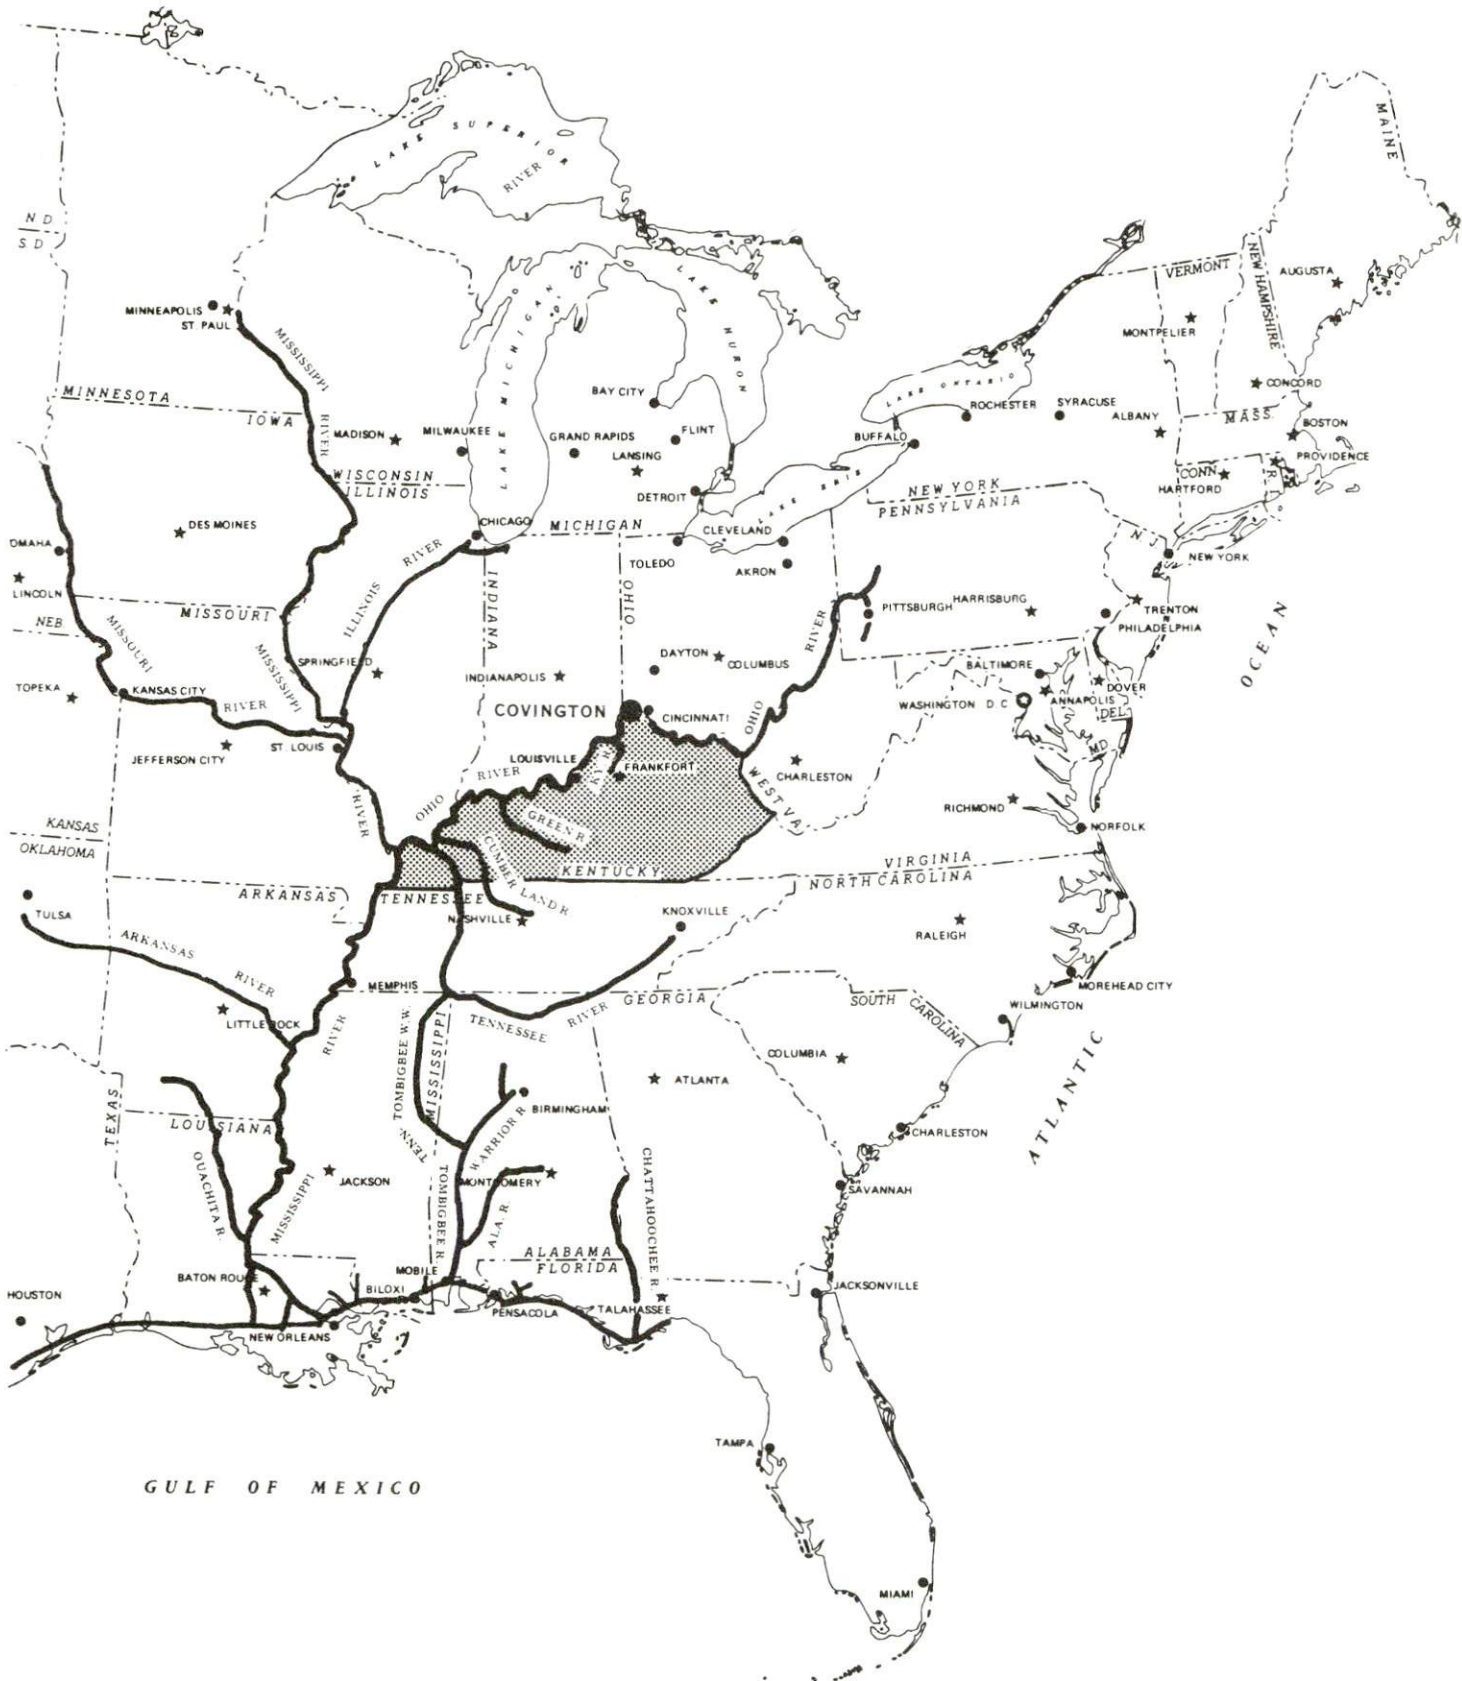 MAINE
LAKE SUPERIOR
RIVER
N D
S D
LAKE MICHIGAN
LAKE HURON
VERMONT
NEW HAMPSHIRE
AUGUSTA
MINNEAPOLIS
ST. PAUL
MONTPELIER
MISSISSIPPI
RIVER
MINNESOTA
IOWA
BAY CITY
LAKE ONTARIO
CONCORD
ROCHESTER
SYRACUSE
ALBANY
MASS.
BOSTON
MADISON
MILWAUKEE
GRAND RAPIDS
FLINT
LANSING
BUFFALO
PROVIDENCE
WISCONSIN
ILLINOIS
DETROIT
LAKE ERIE
NEW YORK
PENNSYLVANIA
CONN
HARTFORD
R.
DES MOINES
CHICAGO
MICHIGAN
CLEVELAND
N J
OMAHA
RIVER
TOLEDO
AKRON
NEW YORK
LINCOLN
INDIANA
OHIO
MISSOURI
ILLINOIS
PITTSBURGH
HARRISBURG
TRENTON
PHILADELPHIA
NEB.
MISSOURI
MISSISSIPPI
RIVER
OCEAN
SPRINGFIELD
DAYTON
COLUMBUS
BALTIMORE
TOPEKA
KANSAS CITY
INDIANAPOLIS
DOVER
RIVER
COVINGTON
CINCINNATI
OHIO
WASHINGTON D.C
ANNAPOLIS
DEL
JEFFERSON CITY
ST. LOUIS
LOUISVILLE
KY R.
FRANKFORT
CHARLESTON
MD
RIVER
RIVER
OHIO
WEST VA
RICHMOND
KANSAS
OKLAHOMA
GREEN R.
NORFOLK
CUMBERLAND R
KENTUCKY
VIRGINIA
NORTH CAROLINA
ARKANSAS
TENNESSEE
TULSA
NASHVILLE
KNOXVILLE
RALEIGH
ARKANSAS
RIVER
MEMPHIS
GEORGIA
SOUTH CAROLINA
MOREHEAD CITY
WILMINGTON
LITTLE ROCK
RIVER
TENNESSEE
RIVER
TENN. TOMBIGBEE W.W.
MISSISSIPPI
COLUMBIA
ATLANTIC
ATLANTA
TEXAS
LOUISIANA
BIRMINGHAM
WARRIOR R
CHARLESTON
OUACHITA R.
MISSISSIPPI
JACKSON
TOMBIGBEE R.
MONTGOMERY
ALA. R.
CHATTAHOOCHEE R.
SAVANNAH
ALABAMA
FLORIDA
BATON ROUGE
MOBILE
BILOXI
JACKSONVILLE
HOUSTON
NEW ORLEANS
PENSACOLA
TALAHASSEE
TAMPA
GULF OF MEXICO
MIAMI